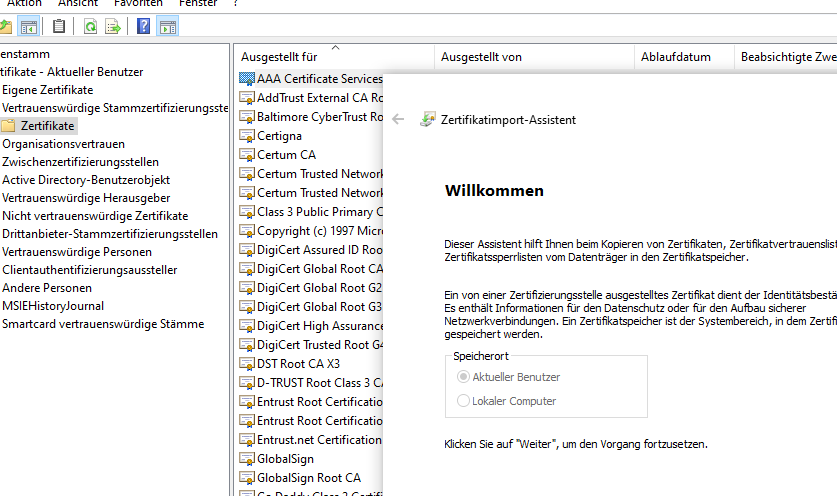 Aktion Ansicht Favoriten Fenster ?
enstamm
tifikate - Aktueller Benutzer
Eigene Zertifikate
Vertrauenswürdige Stammzertifizierungsste
Zertifikate
Organisationsvertrauen
Zwischenzertifizierungsstellen
Active Directory-Benutzerobjekt
Vertrauenswürdige Herausgeber
Nicht vertrauenswürdige Zertifikate
Drittanbieter-Stammzertifizierungsstellen
Vertrauenswürdige Personen
Clientauthentifizierungsaussteller
Andere Personen
MSIEHistoryJournal
Smartcard vertrauenswürdige Stämme
Ausgestellt für Ausgestellt von Ablaufdatum Beabsichtigte Zwe
AAA Certificate Services
AddTrust External CA Ro
Baltimore CyberTrust Ro
Certigna
Certum CA
Certum Trusted Network
Certum Trusted Network
Class 3 Public Primary C
Copyright (c) 1997 Micro
DigiCert Assured ID Roo
DigiCert Global Root CA
DigiCert Global Root G2
DigiCert Global Root G3
DigiCert High Assurance
DigiCert Trusted Root G4
DST Root CA X3
D-TRUST Root Class 3 CA
Entrust Root Certificatio
Entrust Root Certificatio
Entrust.net Certification
GlobalSign
GlobalSign Root CA
Go Daddy Class 3 Certifi
Zertifikatimport-Assistent
Willkommen
Dieser Assistent hilft Ihnen beim Kopieren von Zertifikaten, Zertifikatvertrauenslist
Zertifikatssperrlisten vom Datenträger in den Zertifikatspeicher.
Ein von einer Zertifizierungsstelle ausgestelltes Zertifikat dient der Identitätsbestä
Es enthält Informationen für den Datenschutz oder für den Aufbau sicherer
Netzwerkverbindungen. Ein Zertifikatspeicher ist der Systembereich, in dem Zertifi
gespeichert werden.
Speicherort
Aktueller Benutzer
Lokaler Computer
Klicken Sie auf "Weiter", um den Vorgang fortzusetzen.